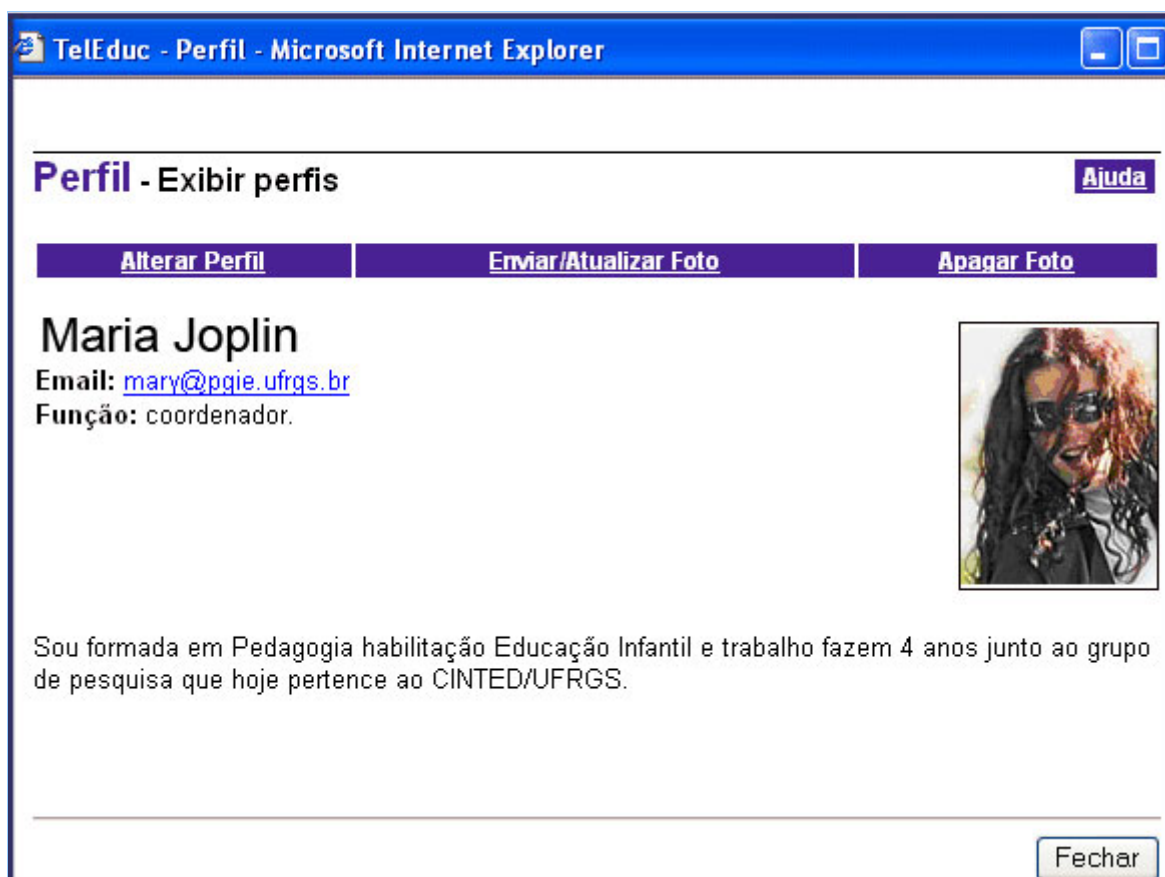 TelEduc - Perfil - Microsoft Internet Explorer
Perfil - Exibir perfis
Ajuda
Alterar Perfil Enviar/Atualizar Foto Apagar Foto
Maria Joplin
Email: mary@pgie.ufrgs.br
Função: coordenador.
Sou formada em Pedagogia habilitação Educação Infantil e trabalho fazem 4 anos junto ao grupo
de pesquisa que hoje pertence ao CINTED/UFRGS.
Fechar